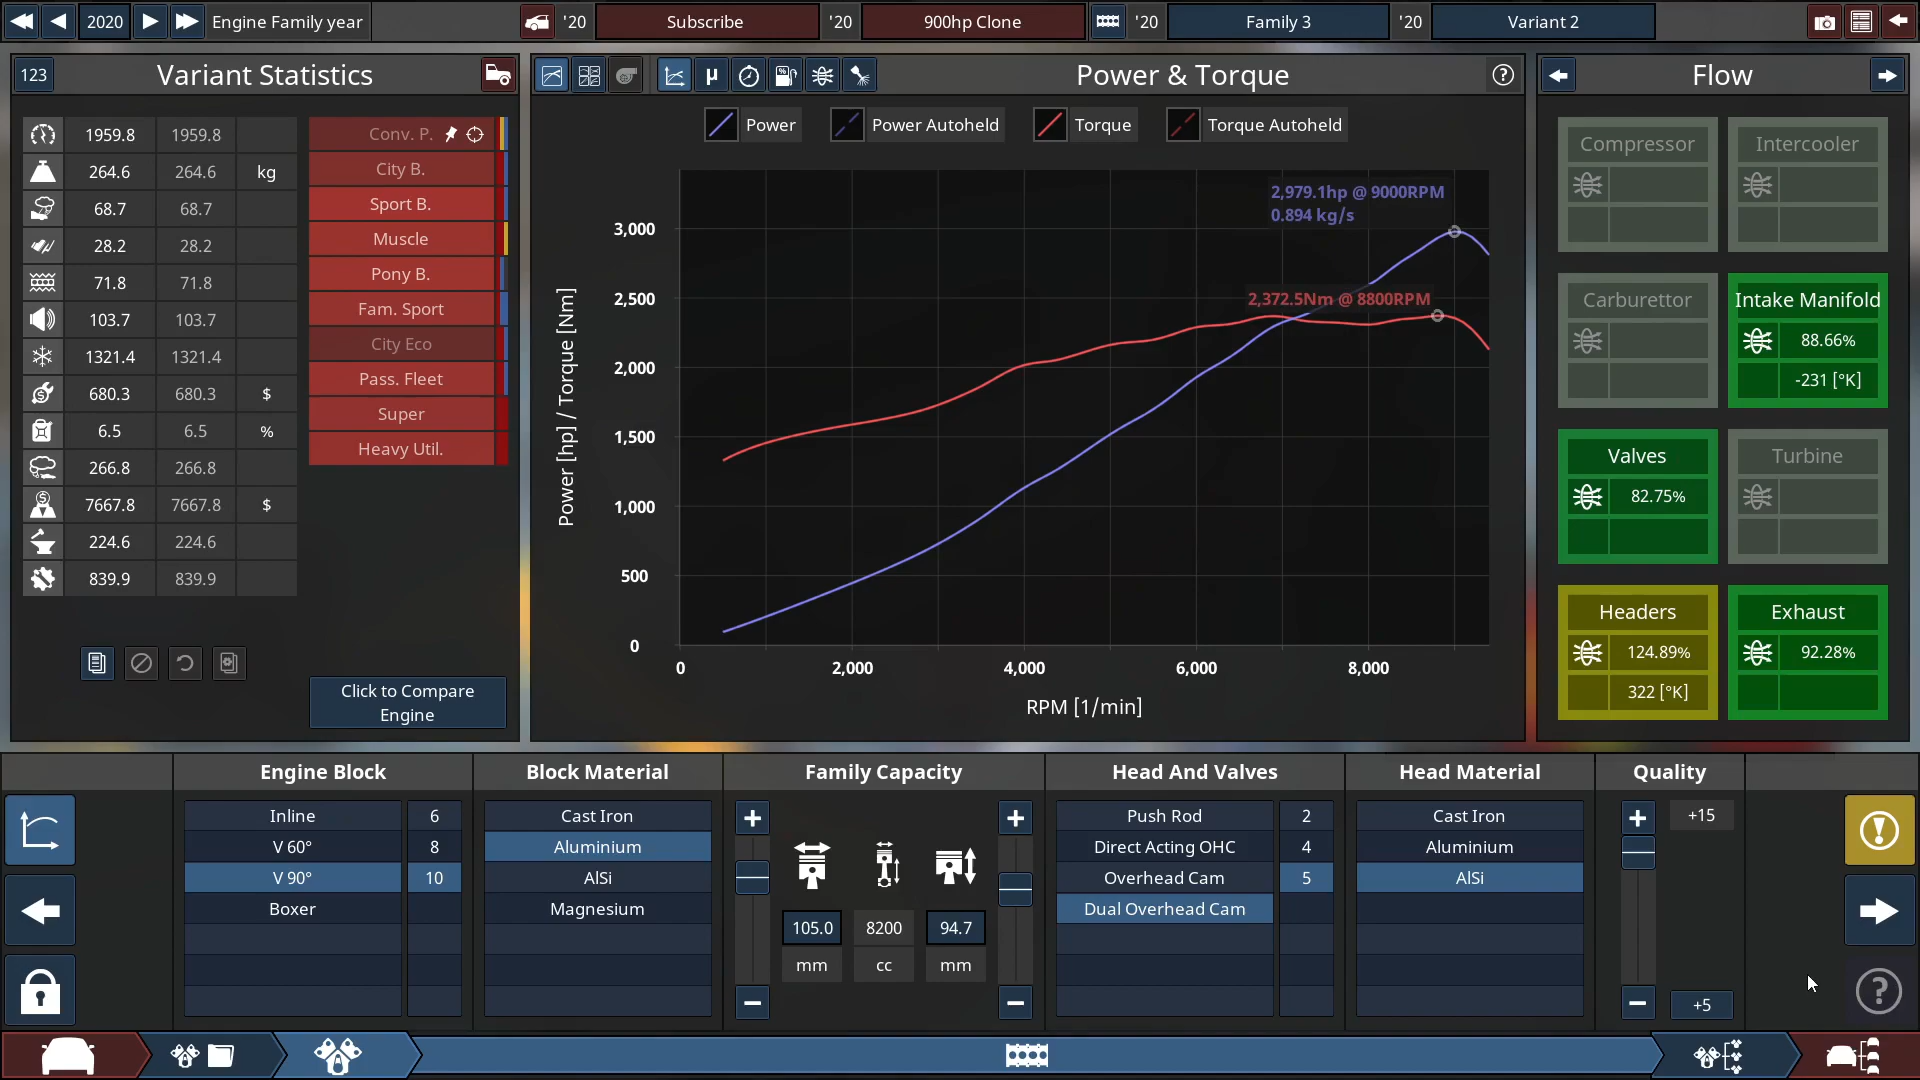 2020
Engine Family year
'20
Subscribe
'20
900hp Clone
'20
Family 3
'20
Variant 2
123
Variant Statistics
1959.8 1959.8
264.6 264.6 kg
68.7 68.7
28.2 28.2
71.8 71.8
103.7 103.7
1321.4 1321.4
680.3 680.3 $
6.5 6.5 %
266.8 266.8
7667.8 7667.8 $
224.6 224.6
839.9 839.9
Conv. P.
City B.
Sport B.
Muscle
Pony B.
Fam. Sport
City Eco
Pass. Fleet
Super
Heavy Util.
Click to Compare
Engine
μ
Power & Torque
?
Power
Power Autoheld
Torque
Torque Autoheld
2,979.1hp @ 9000RPM
0.894 kg/s
2,372.5Nm @ 8800RPM
Power [hp] / Torque [Nm]
3,000
2,500
2,000
1,500
1,000
500
0
0 2,000 4,000 6,000 8,000
RPM [1/min]
Flow
Compressor
Intercooler
Carburettor
Intake Manifold
88.66%
-231 [°K]
Valves
82.75%
Turbine
Headers
124.89%
322 [°K]
Exhaust
92.28%
Engine Block
Inline 6
V 60° 8
V 90° 10
Boxer
Block Material
Cast Iron
Aluminium
AlSi
Magnesium
Family Capacity
105.0 8200 94.7
mm cc mm
Head And Valves
Push Rod 2
Direct Acting OHC 4
Overhead Cam 5
Dual Overhead Cam
Head Material
Cast Iron
Aluminium
AlSi
Quality
+15
+5
?